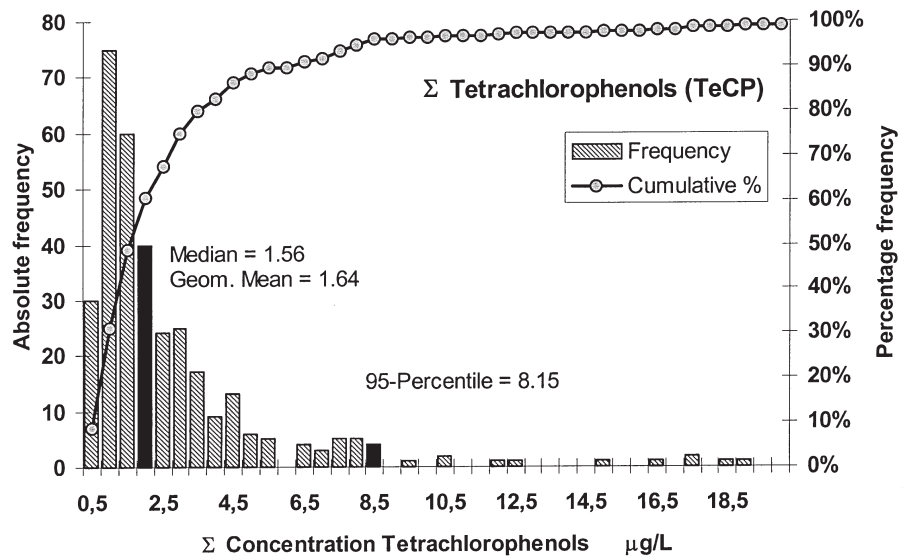 Σ Tetrachlorophenols (TeCP)
Frequency
Cumulative %
Median = 1.56
Geom. Mean = 1.64
95-Percentile = 8.15
Absolute frequency
80
70
60
50
40
30
20
10
0
Percentage frequency
100%
90%
80%
70%
60%
50%
40%
30%
20%
10%
0%
0,5 2,5 4,5 6,5 8,5 10,5 12,5 14,5 16,5 18,5
Σ Concentration Tetrachlorophenols µg/L